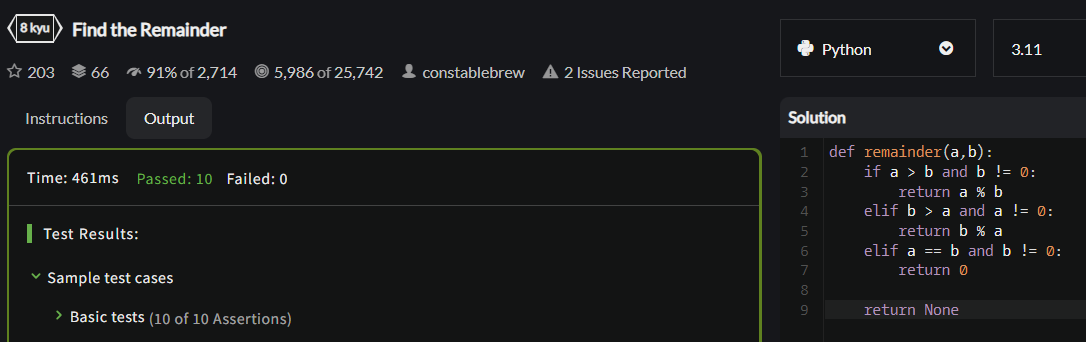 8 kyu Find the Remainder
203 66 91% of 2,714 5,986 of 25,742 constablebrew 2 Issues Reported
Instructions Output
Time: 461ms Passed: 10 Failed: 0
Test Results:
Sample test cases
Basic tests (10 of 10 Assertions)
Python 3.11
Solution
1 def remainder(a,b):
2     if a > b and b != 0:
3         return a % b
4     elif b > a and a != 0:
5         return b % a
6     elif a == b and b != 0:
7         return 0
8
9     return None